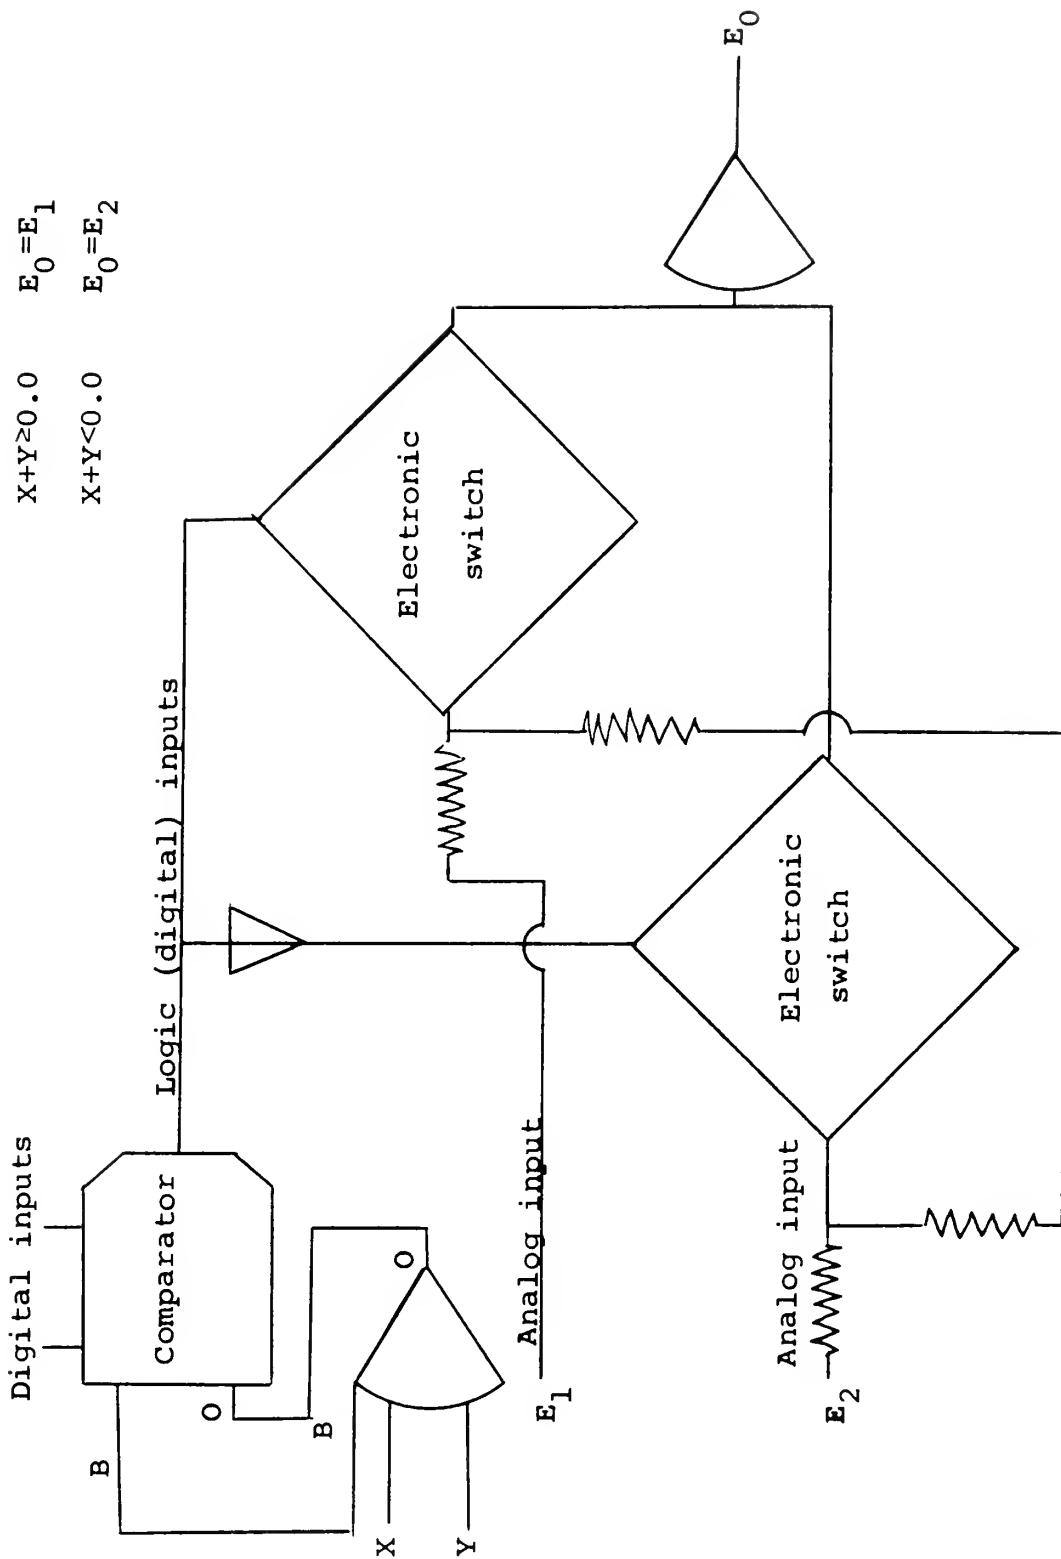 X+Y≥0.0 E0=E1
X+Y<0.0 E0=E2
Digital inputs
B
Comparator
O
Logic (digital) inputs
B
O
X
Y
Electronic
switch
E0
Analog input
E1
Analog input
E2
Electronic
switch